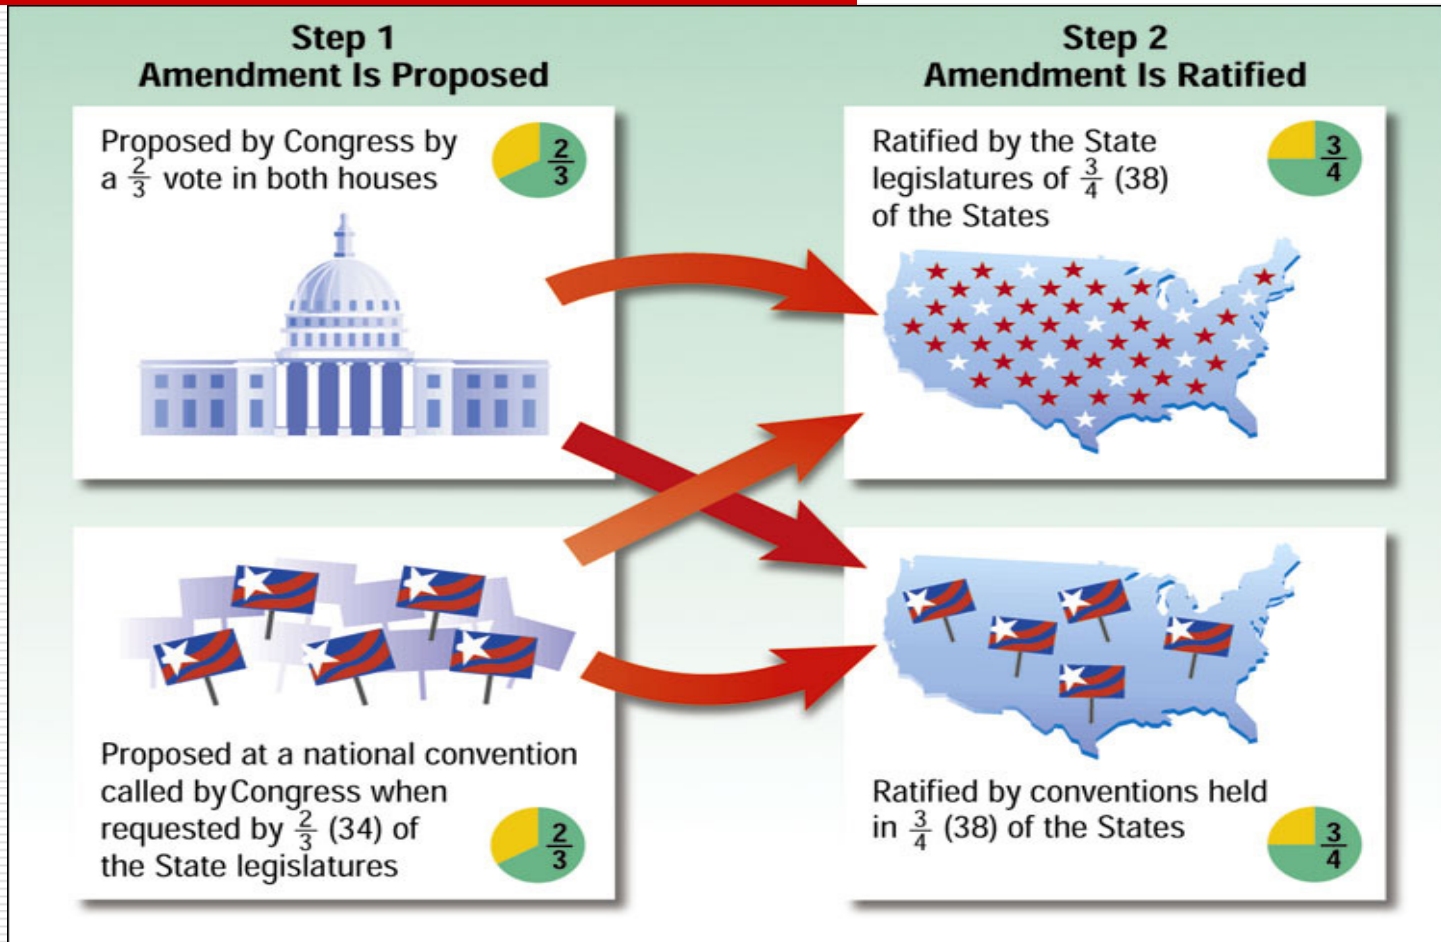 Step 1
Amendment Is Proposed
Proposed by Congress by
a 2/3 vote in both houses
2/3
Proposed at a national convention
called by Congress when
requested by 2/3 (34) of
the State legislatures
2/3
Step 2
Amendment Is Ratified
Ratified by the State
legislatures of 3/4 (38)
of the States
3/4
Ratified by conventions held
in 3/4 (38) of the States
3/4